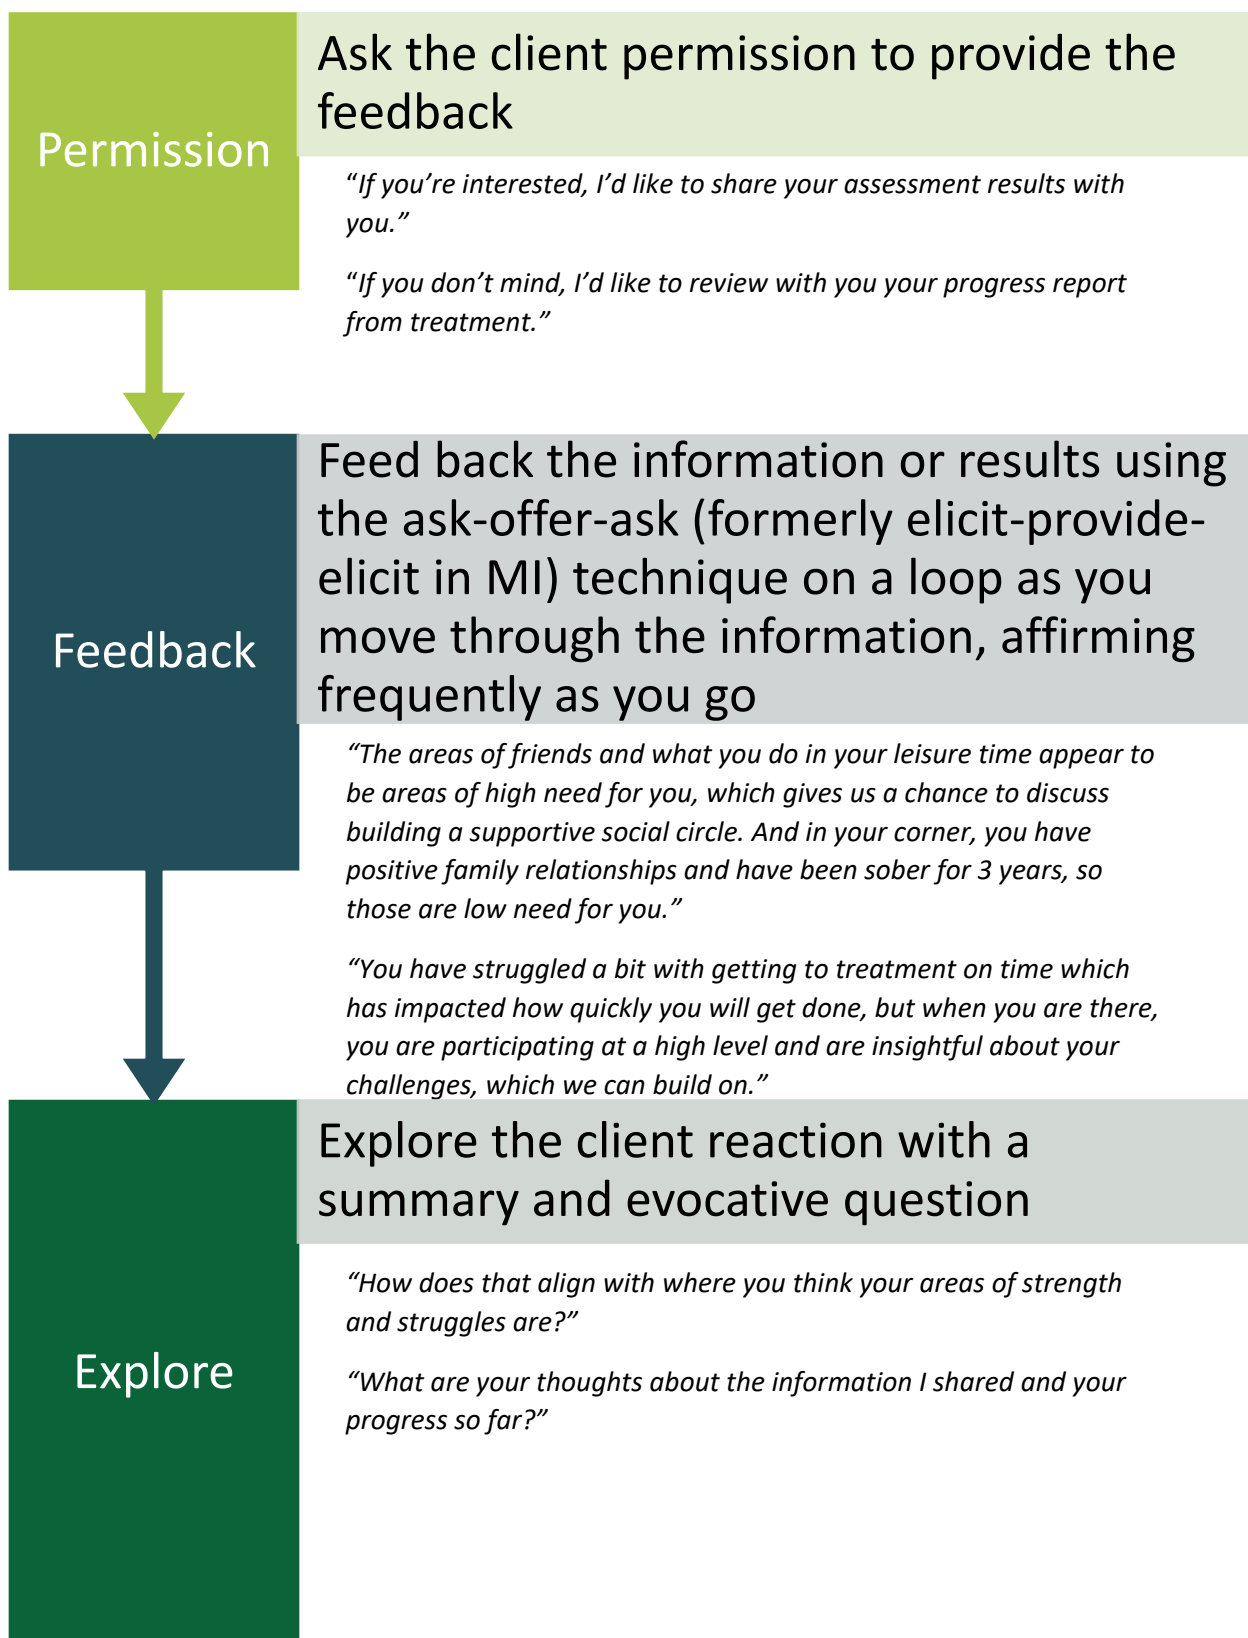 Permission
Ask the client permission to provide the
feedback
“If you’re interested, I’d like to share your assessment results with
you.”
“If you don’t mind, I’d like to review with you your progress report
from treatment.”
Feedback
Feed back the information or results using
the ask-offer-ask (formerly elicit-provide-
elicit in MI) technique on a loop as you
move through the information, affirming
frequently as you go
“The areas of friends and what you do in your leisure time appear to
be areas of high need for you, which gives us a chance to discuss
building a supportive social circle. And in your corner, you have
positive family relationships and have been sober for 3 years, so
those are low need for you.”
“You have struggled a bit with getting to treatment on time which
has impacted how quickly you will get done, but when you are there,
you are participating at a high level and are insightful about your
challenges, which we can build on.”
Explore
Explore the client reaction with a
summary and evocative question
“How does that align with where you think your areas of strength
and struggles are?”
“What are your thoughts about the information I shared and your
progress so far?”